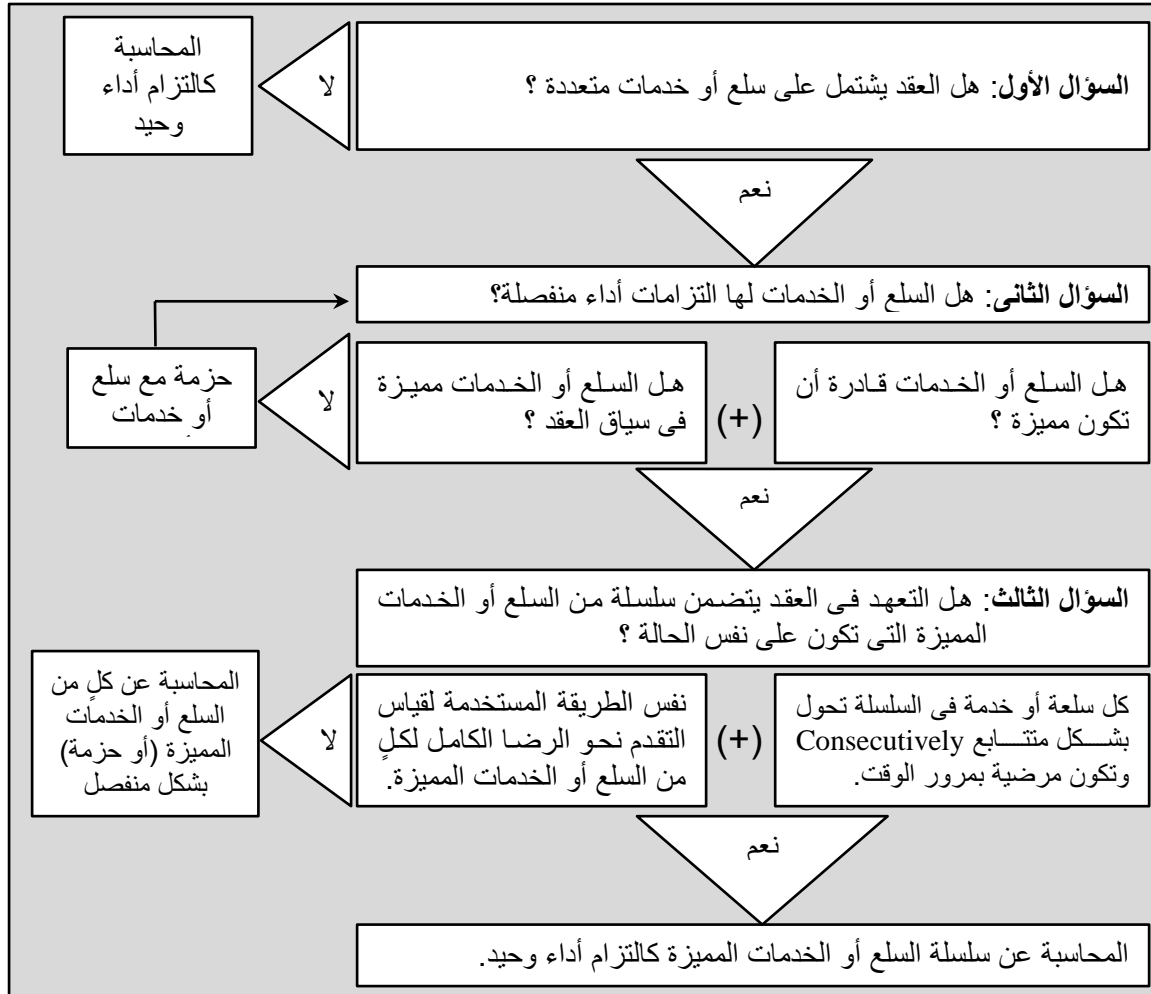 السؤال الأول: هل العقد يشتمل على سلع أو خدمات متعددة ؟
لا
المحاسبة
كالتزام أداء
وحيد
نعم
السؤال الثانى: هل السلع أو الخدمات لها التزامات أداء منفصلة؟
هل السلع أو الخدمات قادرة أن
تكون مميزة ؟
(+)
هل السلع أو الخدمات مميزة
فى سياق العقد ؟
لا
حزمة مع سلع
أو خدمات
نعم
السؤال الثالث: هل التعهد فى العقد يتضمن سلسلة من السلع أو الخدمات
المميزة التى تكون على نفس الحالة ؟
كل سلعة أو خدمة فى السلسلة تحول
بشكل متتابع Consecutively
وتكون مرضية بمرور الوقت.
(+)
نفس الطريقة المستخدمة لقياس
التقدم نحو الرضا الكامل لكلٍ
من السلع أو الخدمات المميزة.
لا
المحاسبة عن كلٍ من
السلع أو الخدمات
المميزة (أو حزمة)
بشكل منفصل
نعم
المحاسبة عن سلسلة السلع أو الخدمات المميزة كالتزام أداء وحيد.